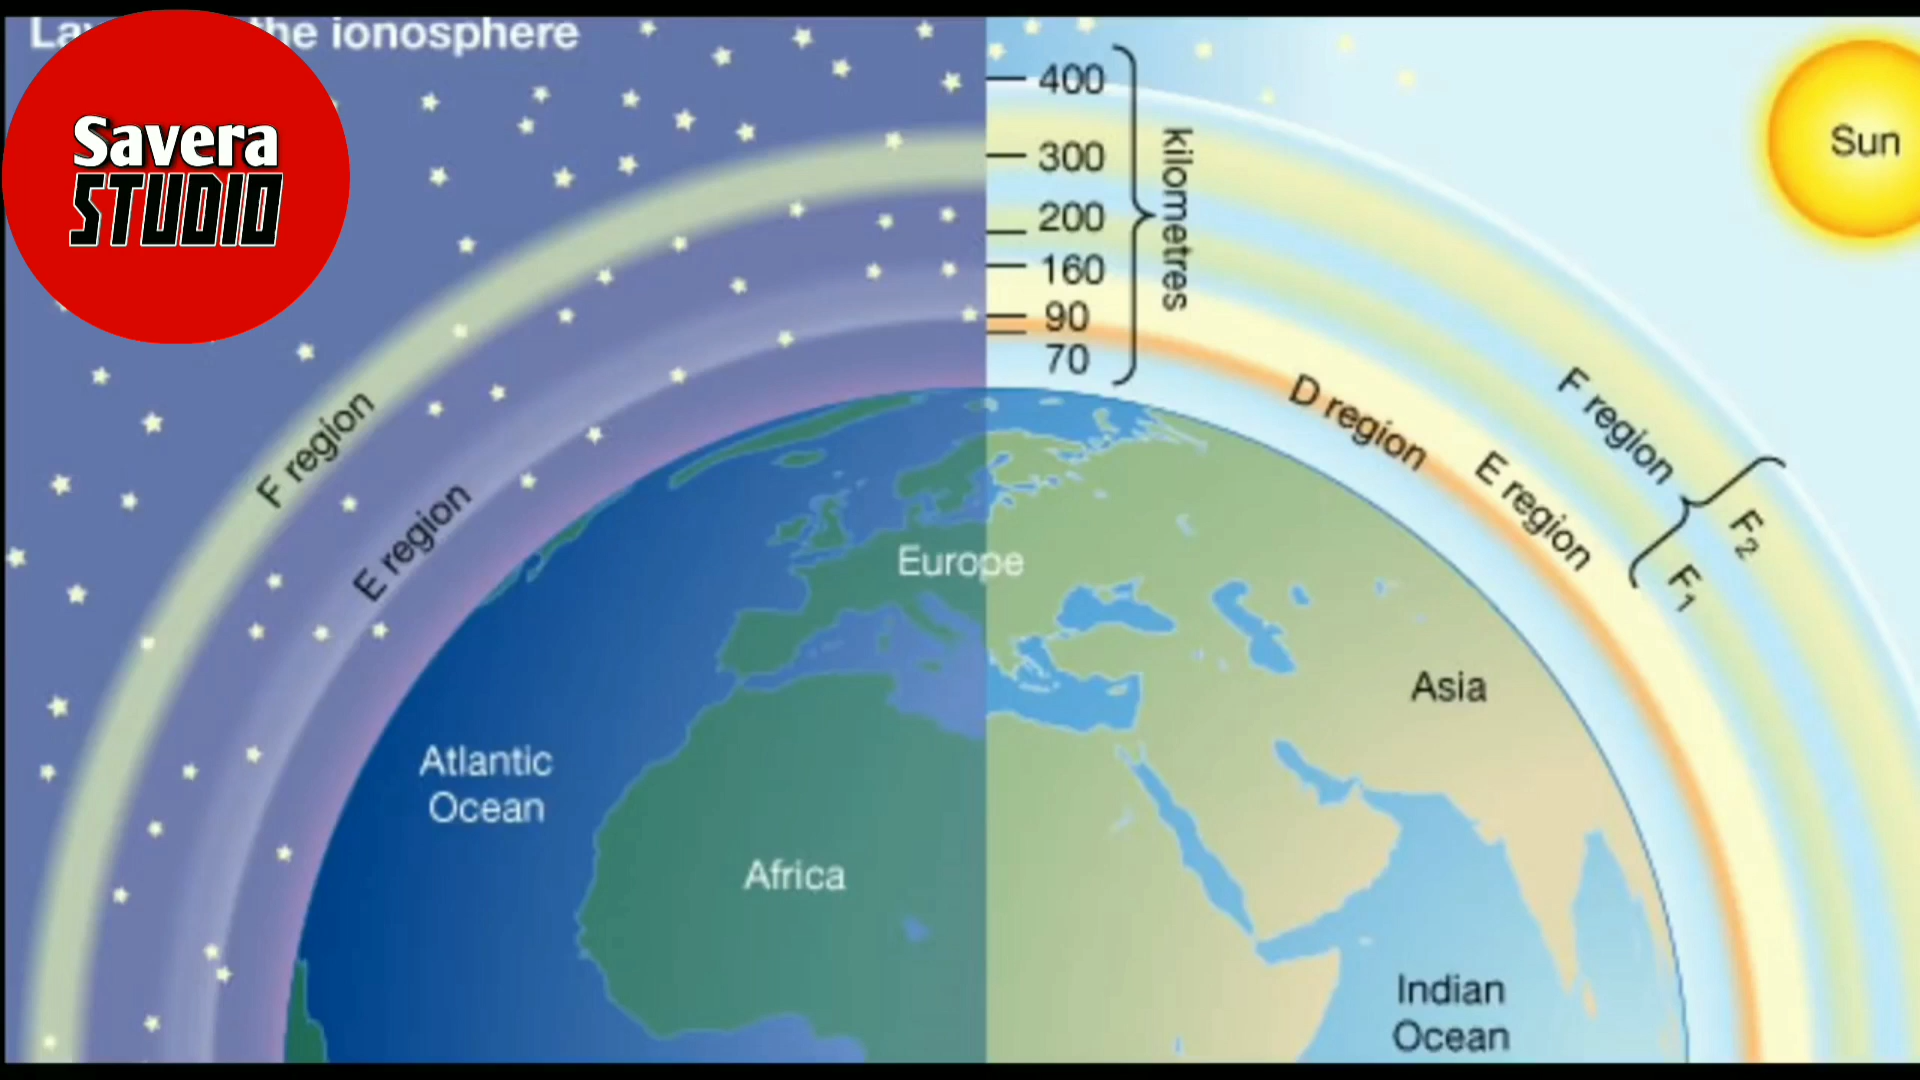 the ionosphere
Savera
STUDIO
400
300
200
160
90
70
kilometres
Sun
F region
E region
D region
E region
F region
F2
F1
Europe
Asia
Atlantic
Ocean
Africa
Indian
Ocean